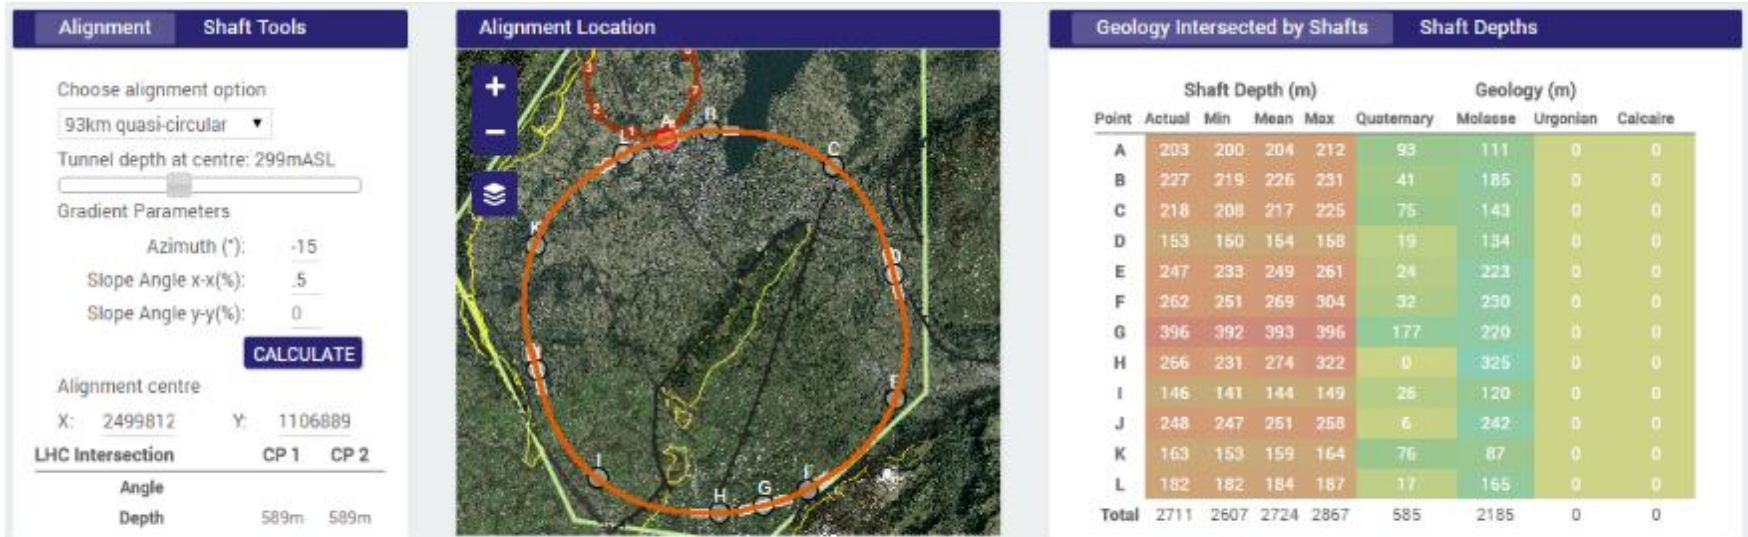 Alignment Shaft Tools
Choose alignment option
93km quasi-circular
Tunnel depth at centre: 299mASL
Gradient Parameters
Azimuth (°): -15
Slope Angle x-x(%): .5
Slope Angle y-y(%): 0
CALCULATE
Alignment centre
X: 2499812 Y: 1106889
LHC Intersection CP 1 CP 2
Angle
Depth 589m 589m
Alignment Location
+
−
3
2
1
7
L
A
B
C
K
D
E
I
H
G
F
Geology Intersected by Shafts Shaft Depths
Shaft Depth (m) Geology (m)
Point Actual Min Mean Max Quaternary Molasse Urgonian Calcaire
A 203 200 204 212 93 111 0 0
B 227 219 226 231 41 185 0 0
C 218 208 217 225 75 143 0 0
D 153 150 154 158 19 134 0 0
E 247 233 249 261 24 223 0 0
F 262 251 269 304 32 230 0 0
G 396 392 393 396 177 220 0 0
H 266 231 274 322 0 325 0 0
I 146 141 144 149 26 120 0 0
J 248 247 251 258 6 242 0 0
K 163 153 159 164 76 87 0 0
L 182 182 184 187 17 165 0 0
Total 2711 2607 2724 2867 585 2185 0 0